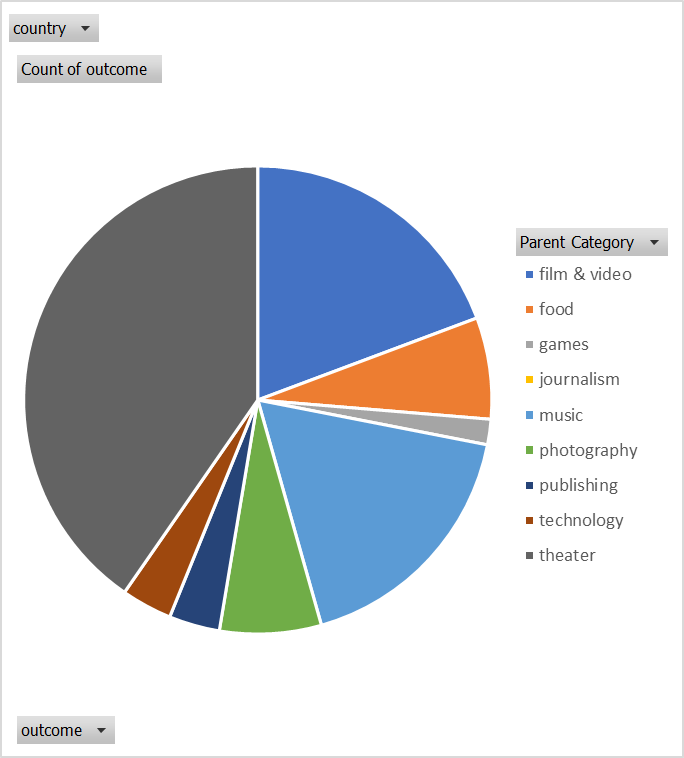 country
Count of outcome
Parent Category
film & video
food
games
journalism
music
photography
publishing
technology
theater
outcome